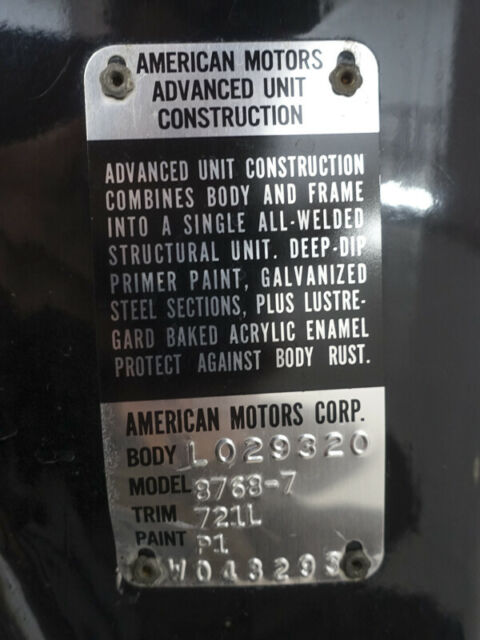 AMERICAN MOTORS
ADVANCED UNIT
CONSTRUCTION
ADVANCED UNIT CONSTRUCTION
COMBINES BODY AND FRAME
INTO A SINGLE ALL-WELDED
STRUCTURAL UNIT. DEEP-DIP
PRIMER PAINT, GALVANIZED
STEEL SECTIONS, PLUS LUSTRE-
GARD BAKED ACRYLIC ENAMEL
PROTECT AGAINST BODY RUST.
AMERICAN MOTORS CORP.
BODY L029320
MODEL 8768-7
TRIM 721L
PAINT P1
W043293